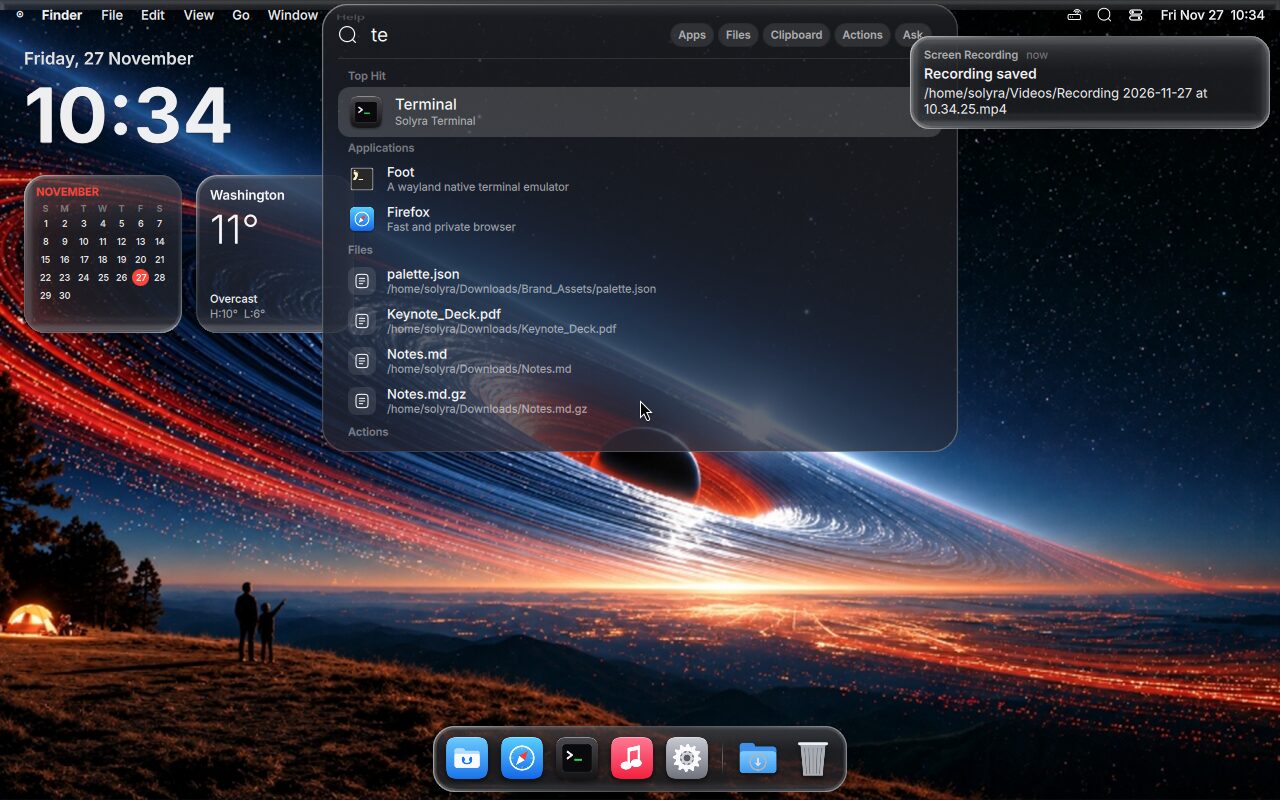 Finder File Edit View Go Window Help
Fri Nov 27 10:34
Friday, 27 November
10:34
NOVEMBER
S M T W T F S
1 2 3 4 5 6 7
8 9 10 11 12 13 14
15 16 17 18 19 20 21
22 23 24 25 26 27 28
29 30
Washington
11°
Overcast
H:10° L:6°
te
Apps Files Clipboard Actions Ask
Top Hit
Terminal
Solyra Terminal
Applications
Foot
A wayland native terminal emulator
Firefox
Fast and private browser
Files
palette.json
/home/solyra/Downloads/Brand_Assets/palette.json
Keynote_Deck.pdf
/home/solyra/Downloads/Keynote_Deck.pdf
Notes.md
/home/solyra/Downloads/Notes.md
Notes.md.gz
/home/solyra/Downloads/Notes.md.gz
Actions
Screen Recording now
Recording saved
/home/solyra/Videos/Recording 2026-11-27 at
10.34.25.mp4